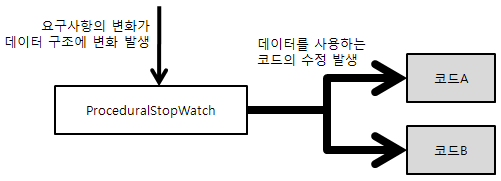 요구사항의 변화가
데이터 구조에 변화 발생
데이터를 사용하는
코드의 수정 발생
ProceduralStopWatch
코드A
코드B